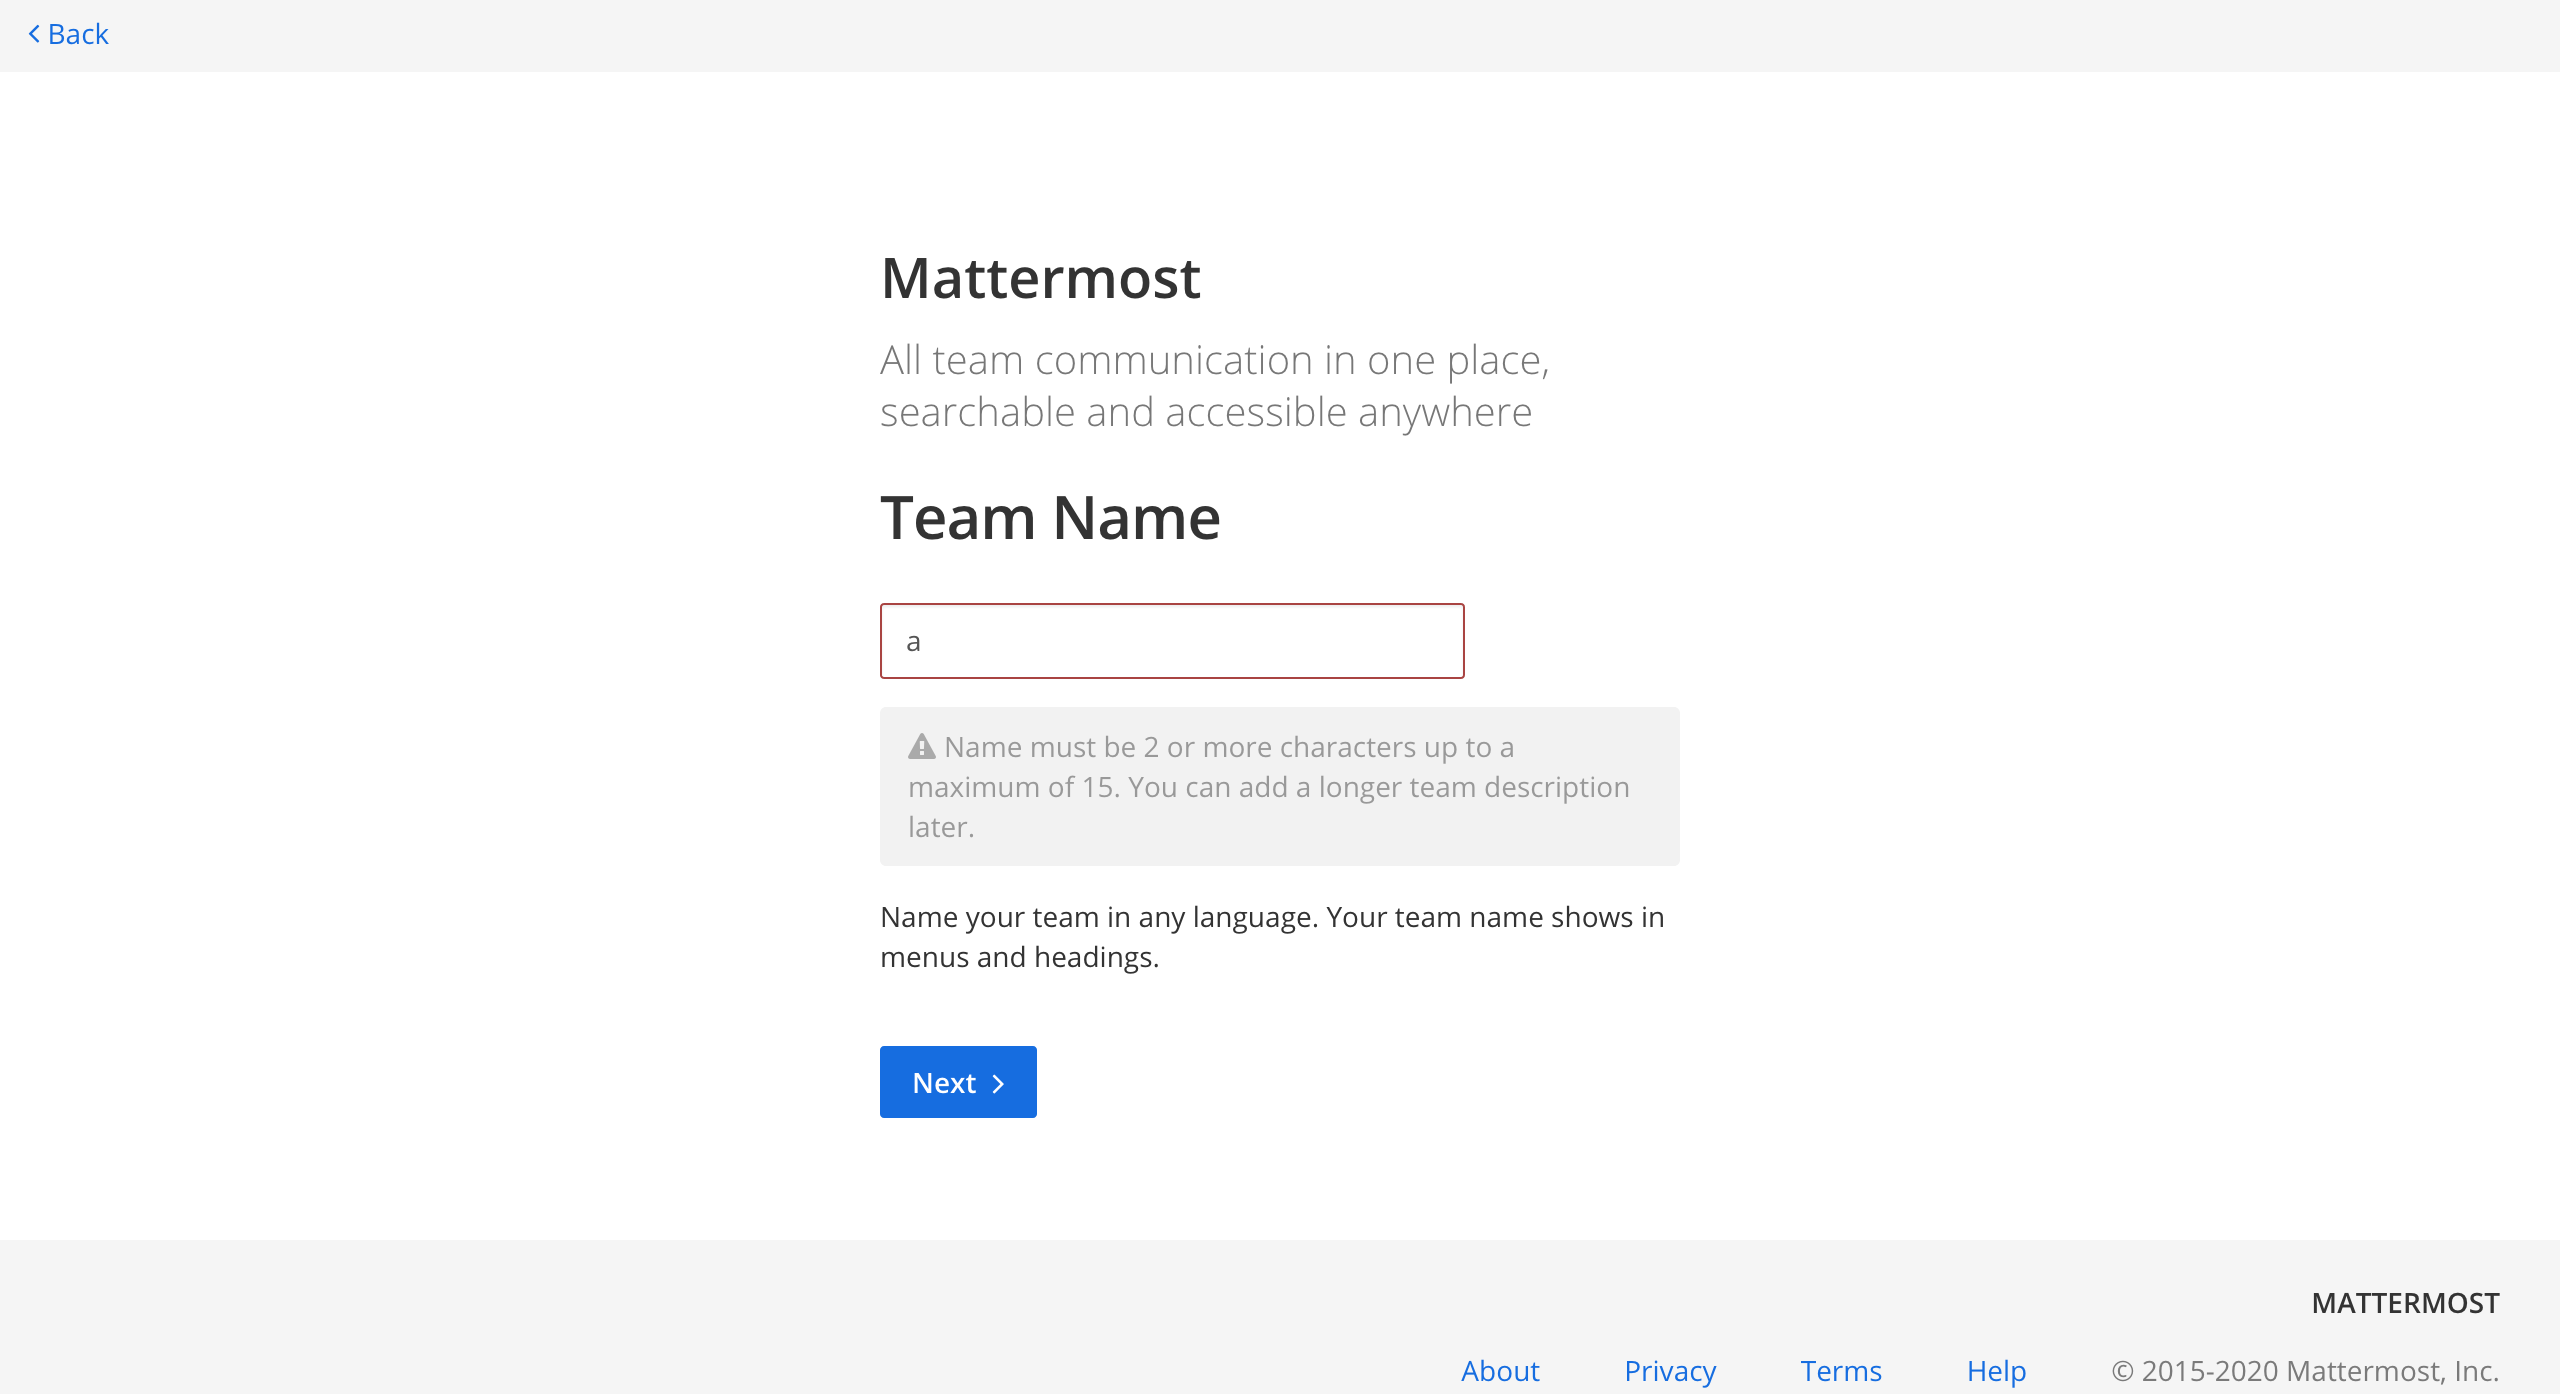 Back
Mattermost
All team communication in one place,
searchable and accessible anywhere
Team Name
a
Name must be 2 or more characters up to a
maximum of 15. You can add a longer team description
later.
Name your team in any language. Your team name shows in
menus and headings.
Next
MATTERMOST
About Privacy Terms Help © 2015-2020 Mattermost, Inc.